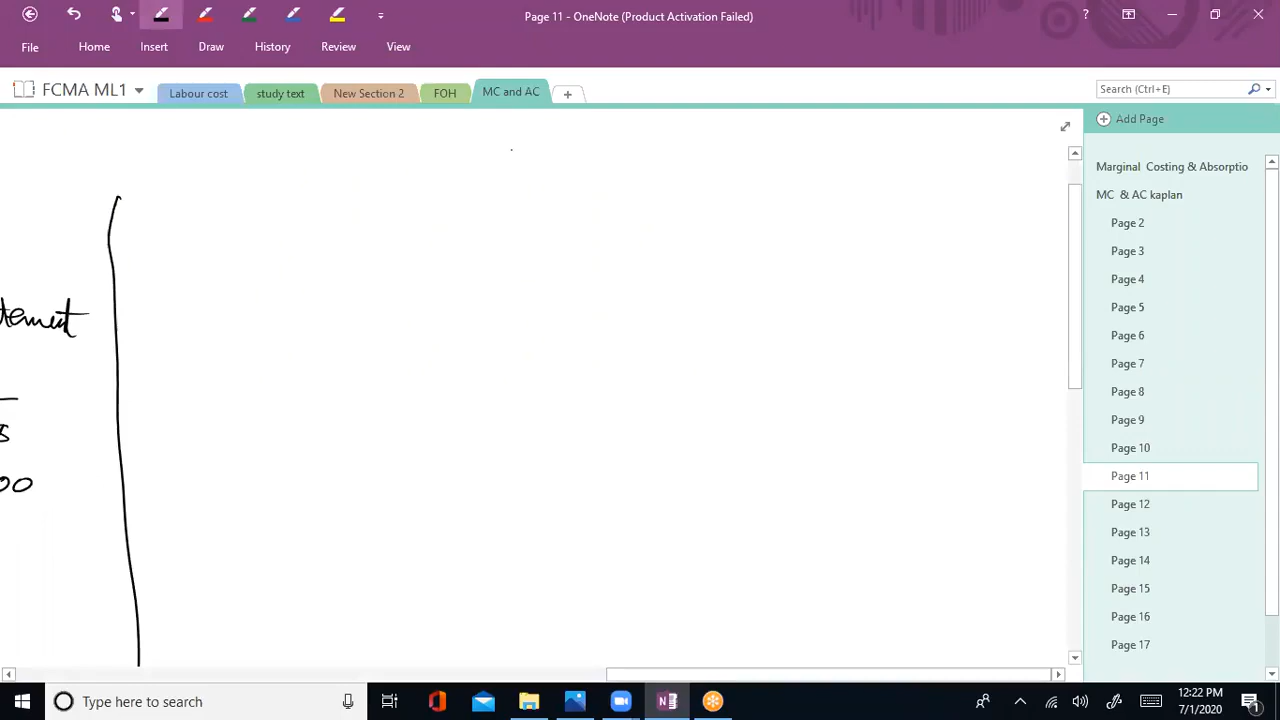 Page 11 - OneNote (Product Activation Failed)
?
File
Home
Insert
Draw
History
Review
View
FCMA ML1
Labour cost
study text
New Section 2
FOH
MC and AC
Search (Ctrl+E)
Add Page
Marginal Costing & Absorptio
MC & AC kaplan
Page 2
Page 3
Page 4
Page 5
Page 6
Page 7
Page 8
Page 9
Page 10
Page 11
Page 12
Page 13
Page 14
Page 15
Page 16
Page 17
tement
00
Type here to search
12:22 PM
7/1/2020
1